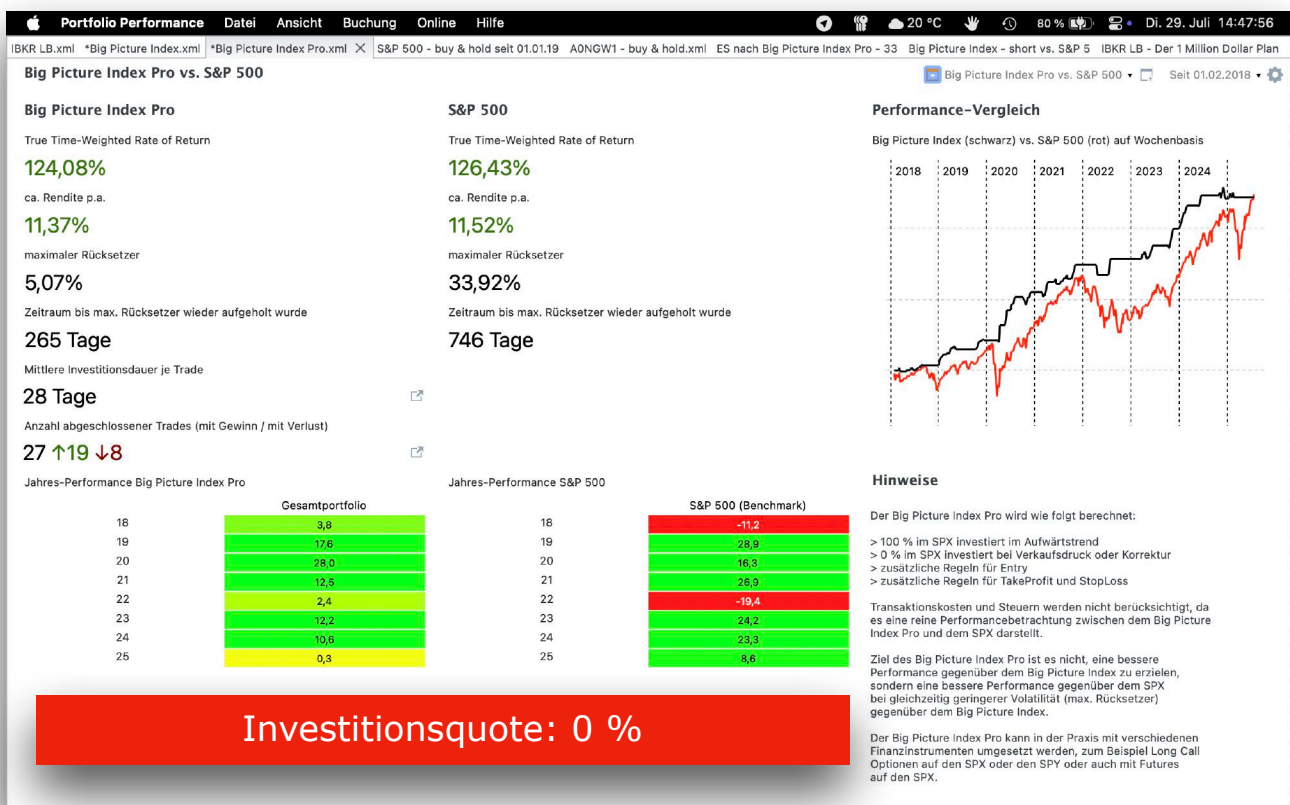 Portfolio Performance Datei Ansicht Buchung Online Hilfe 20 °C 80 % Di. 29. Juli 14:47:56
IBKR LB.xml *Big Picture Index.xml *Big Picture Index Pro.xml S&P 500 - buy & hold seit 01.01.19 A0NGW1 - buy & hold.xml ES nach Big Picture Index Pro - 33 Big Picture Index - short vs. S&P 5 IBKR LB - Der 1 Million Dollar Plan
Big Picture Index Pro vs. S&P 500
Big Picture Index Pro vs. S&P 500 Seit 01.02.2018
Big Picture Index Pro
True Time-Weighted Rate of Return
124,08%
ca. Rendite p.a.
11,37%
maximaler Rücksetzer
5,07%
Zeitraum bis max. Rücksetzer wieder aufgeholt wurde
265 Tage
Mittlere Investitionsdauer je Trade
28 Tage
Anzahl abgeschlossener Trades (mit Gewinn / mit Verlust)
27 ↑19 ↓8
Jahres-Performance Big Picture Index Pro
Gesamtportfolio
18 3,8
19 17,6
20 28,0
21 12,5
22 2,4
23 12,2
24 10,6
25 0,3
S&P 500
True Time-Weighted Rate of Return
126,43%
ca. Rendite p.a.
11,52%
maximaler Rücksetzer
33,92%
Zeitraum bis max. Rücksetzer wieder aufgeholt wurde
746 Tage
Jahres-Performance S&P 500
S&P 500 (Benchmark)
18 -11,2
19 28,9
20 16,3
21 26,9
22 -19,4
23 24,2
24 23,3
25 8,6
Performance-Vergleich
Big Picture Index (schwarz) vs. S&P 500 (rot) auf Wochenbasis
2018 2019 2020 2021 2022 2023 2024
Hinweise
Der Big Picture Index Pro wird wie folgt berechnet:
> 100 % im SPX investiert im Aufwärtstrend
> 0 % im SPX investiert bei Verkaufsdruck oder Korrektur
> zusätzliche Regeln für Entry
> zusätzliche Regeln für TakeProfit und StopLoss
Transaktionskosten und Steuern werden nicht berücksichtigt, da
es eine reine Performancebetrachtung zwischen dem Big Picture
Index Pro und dem SPX darstellt.
Ziel des Big Picture Index Pro ist es nicht, eine bessere
Performance gegenüber dem Big Picture Index zu erzielen,
sondern eine bessere Performance gegenüber dem SPX
bei gleichzeitig geringerer Volatilität (max. Rücksetzer)
gegenüber dem Big Picture Index.
Der Big Picture Index Pro kann in der Praxis mit verschiedenen
Finanzinstrumenten umgesetzt werden, zum Beispiel Long Call
Optionen auf den SPX oder den SPY oder auch mit Futures
auf den SPX.
Investitionsquote: 0 %